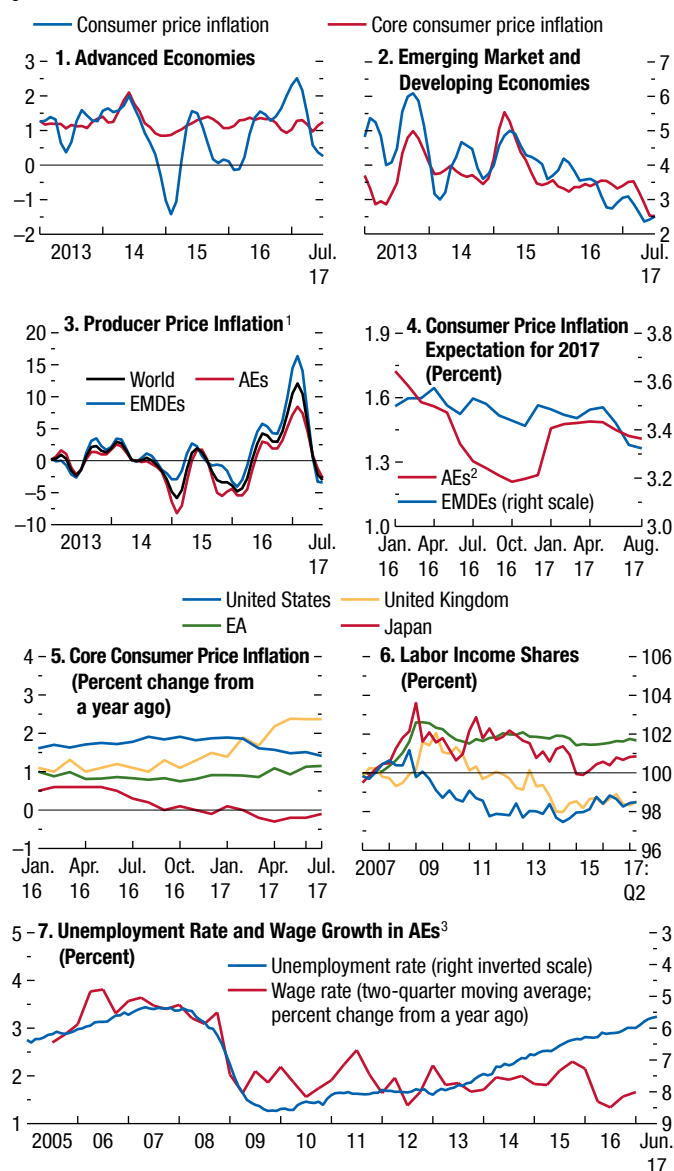 Consumer price inflation
Core consumer price inflation
1. Advanced Economies
3
2
1
0
–1
–2
2013 14 15 16 Jul.
17
2. Emerging Market and
Developing Economies
7
6
5
4
3
2
2013 14 15 16 Jul.
17
3. Producer Price Inflation1
World
AEs
EMDEs
20
15
10
5
0
–5
–10
2013 14 15 16 Jul.
17
4. Consumer Price Inflation
Expectation for 2017
(Percent)
1.9
1.6
1.3
1.0
3.8
3.6
3.4
3.2
3.0
AEs2
EMDEs (right scale)
Jan. Apr. Jul. Oct. Jan. Apr. Aug.
16 16 16 16 17 17 17
United States
United Kingdom
EA
Japan
5. Core Consumer Price Inflation
(Percent change from
a year ago)
4
3
2
1
0
–1
Jan. Apr. Jul. Oct. Jan. Apr. Jul.
16 16 16 16 17 17 17
6. Labor Income Shares
(Percent)
106
104
102
100
98
96
2007 09 11 13 15 17:
Q2
7. Unemployment Rate and Wage Growth in AEs3
(Percent)
Unemployment rate (right inverted scale)
Wage rate (two-quarter moving average;
percent change from a year ago)
5
4
3
2
1
3
4
5
6
7
8
9
2005 06 07 08 09 10 11 12 13 14 15 16 Jun.
17